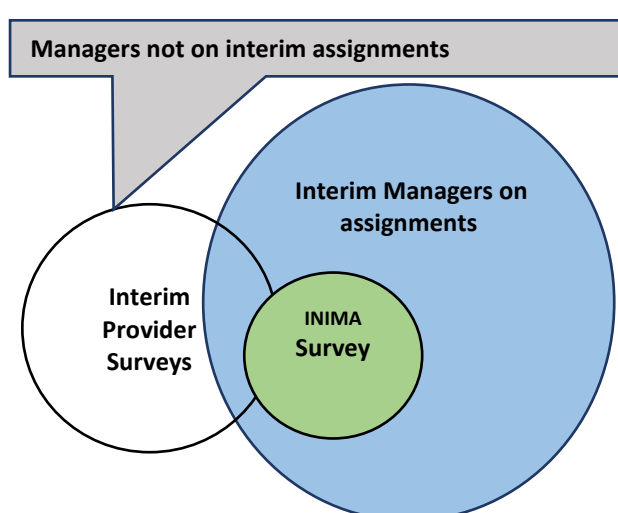 Managers not on interim assignments
Interim Managers on
assignments
Interim
Provider
Surveys
INIMA
Survey